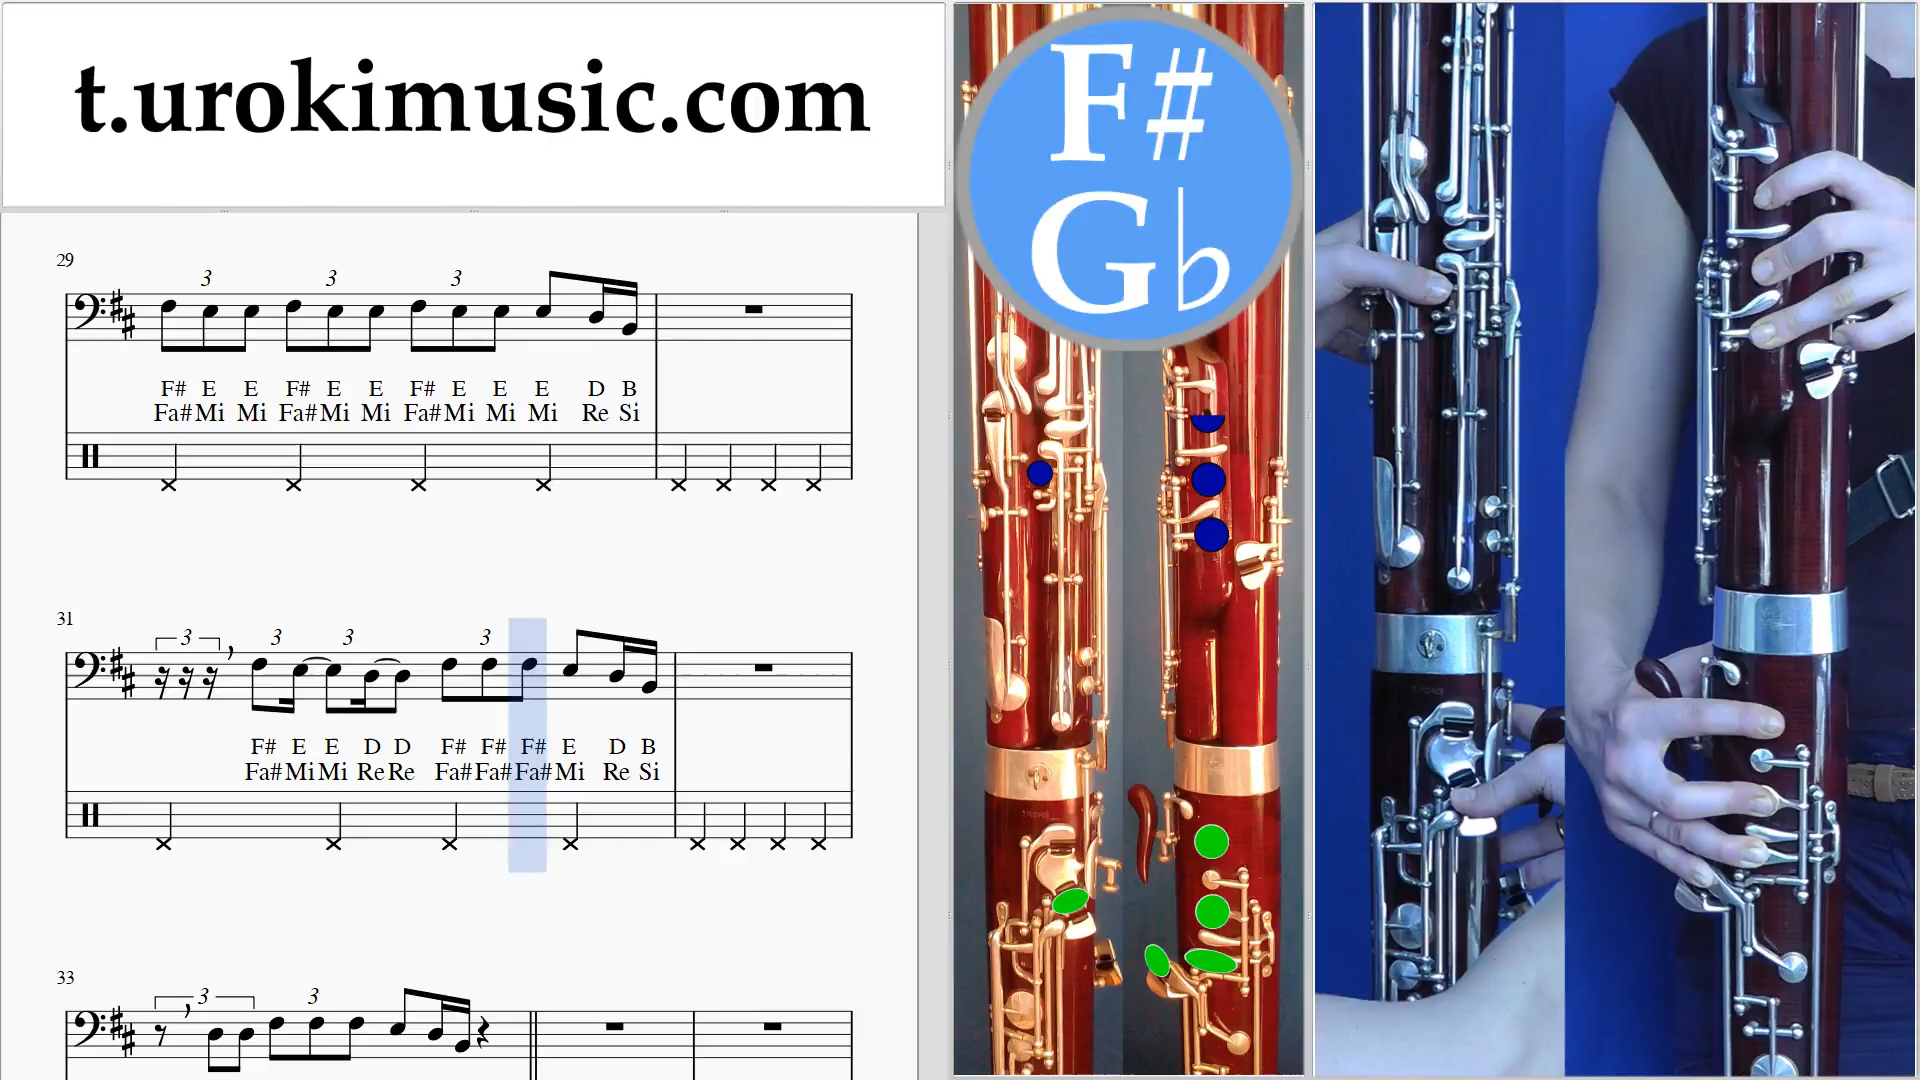 t.urokimusic.com
F#
G♭
29
3 3 3
F# E E F# E E F# E E E D B
Fa# Mi Mi Fa# Mi Mi Fa# Mi Mi Mi Re Si
31
3 3 3 3
F# E E D D F# F# F# E D B
Fa# Mi Mi Re Re Fa# Fa# Fa# Mi Re Si
33
3 3